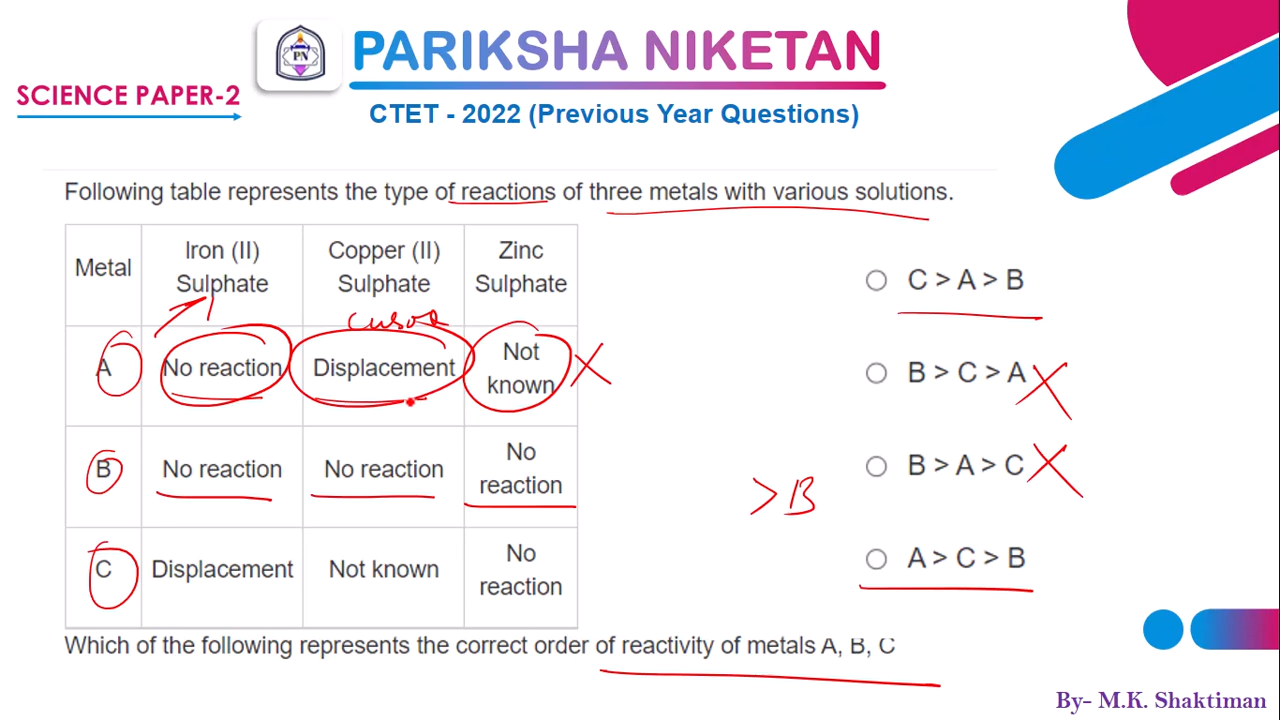 PN
PARIKSHA NIKETAN
SCIENCE PAPER-2
CTET - 2022 (Previous Year Questions)
Following table represents the type of reactions of three metals with various solutions.
Metal
Iron (II)
Sulphate
Copper (II)
Sulphate
Zinc
Sulphate
A
No reaction
Displacement
Not
known
B
No reaction
No reaction
No
reaction
C
Displacement
Not known
No
reaction
C > A > B
B > C > A
B > A > C
> B
A > C > B
Which of the following represents the correct order of reactivity of metals A, B, C
By- M.K. Shaktiman